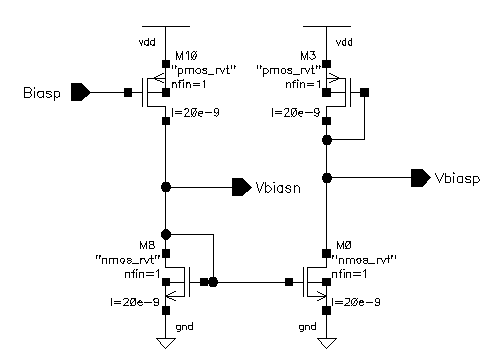 vdd
vdd
M10
M3
"pmos_rvt"
"pmos_rvt"
nfin=1
nfin=1
Biasp
l=20e-9
l=20e-9
Vbiasn
Vbiasp
M8
M0
"nmos_rvt"
"nmos_rvt"
nfin=1
nfin=1
l=20e-9
l=20e-9
gnd
gnd